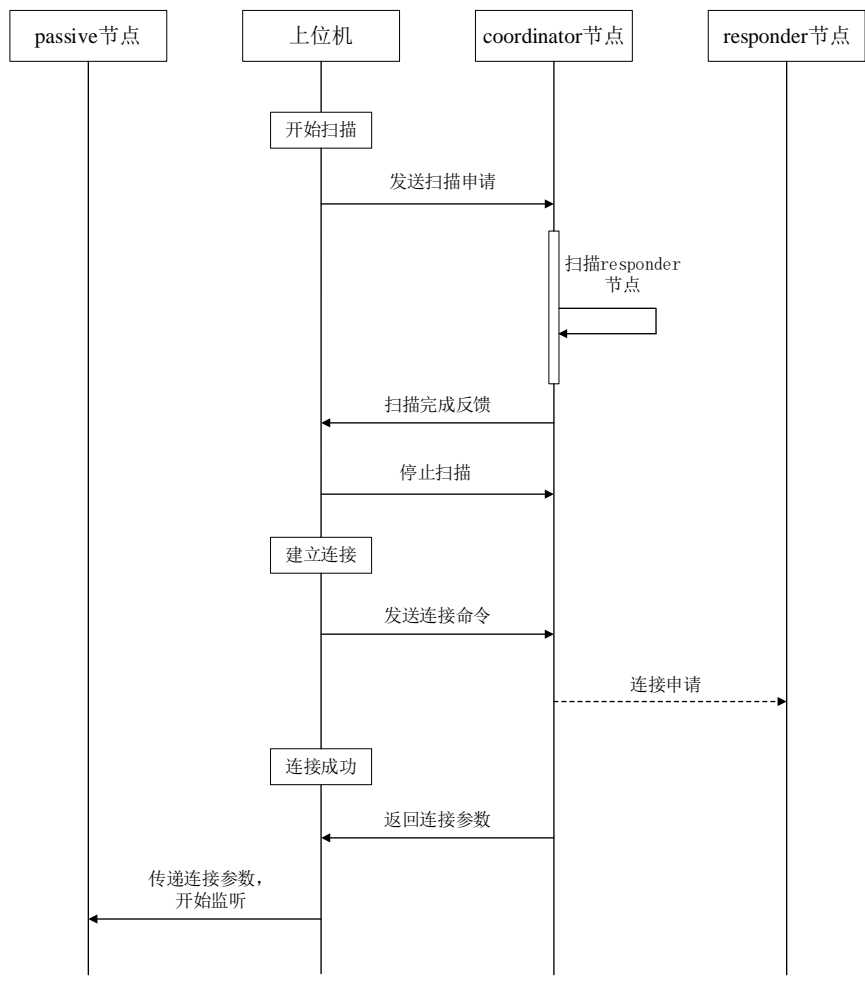 passive节点
上位机
coordinator节点
responder节点
开始扫描
发送扫描申请
扫描responder
节点
扫描完成反馈
停止扫描
建立连接
发送连接命令
连接申请
连接成功
返回连接参数
传递连接参数，
开始监听